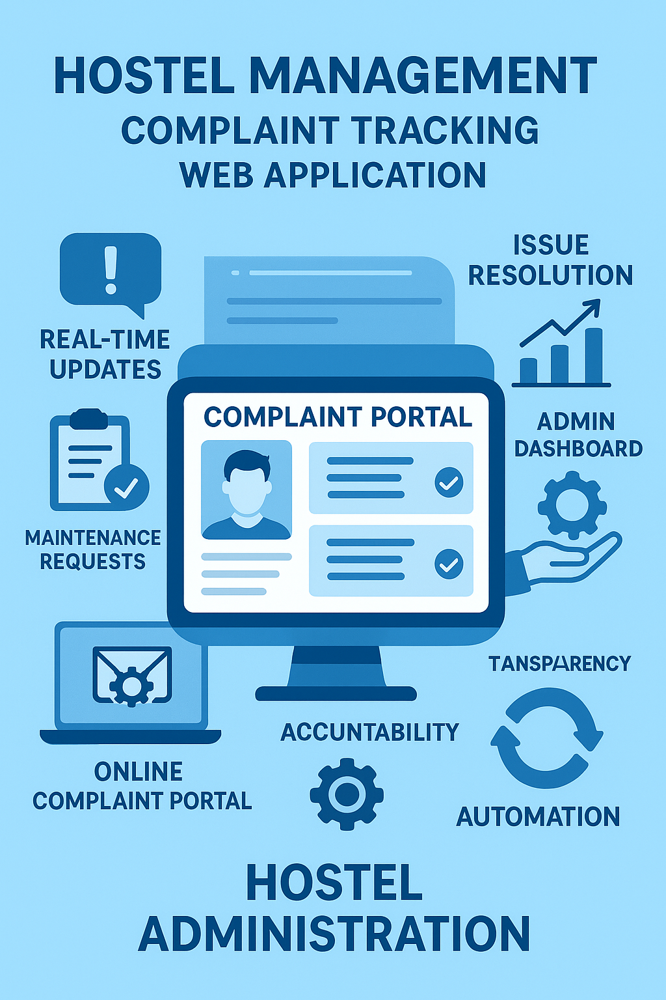 HOSTEL MANAGEMENT
COMPLAINT TRACKING
WEB APPLICATION
REAL-TIME
UPDATES
ISSUE
RESOLUTION
COMPLAINT PORTAL
ADMIN
DASHBOARD
MAINTENANCE
REQUESTS
TANSPARENCY
ACCUNTABILITY
ONLINE
COMPLAINT PORTAL
AUTOMATION
HOSTEL
ADMINISTRATION